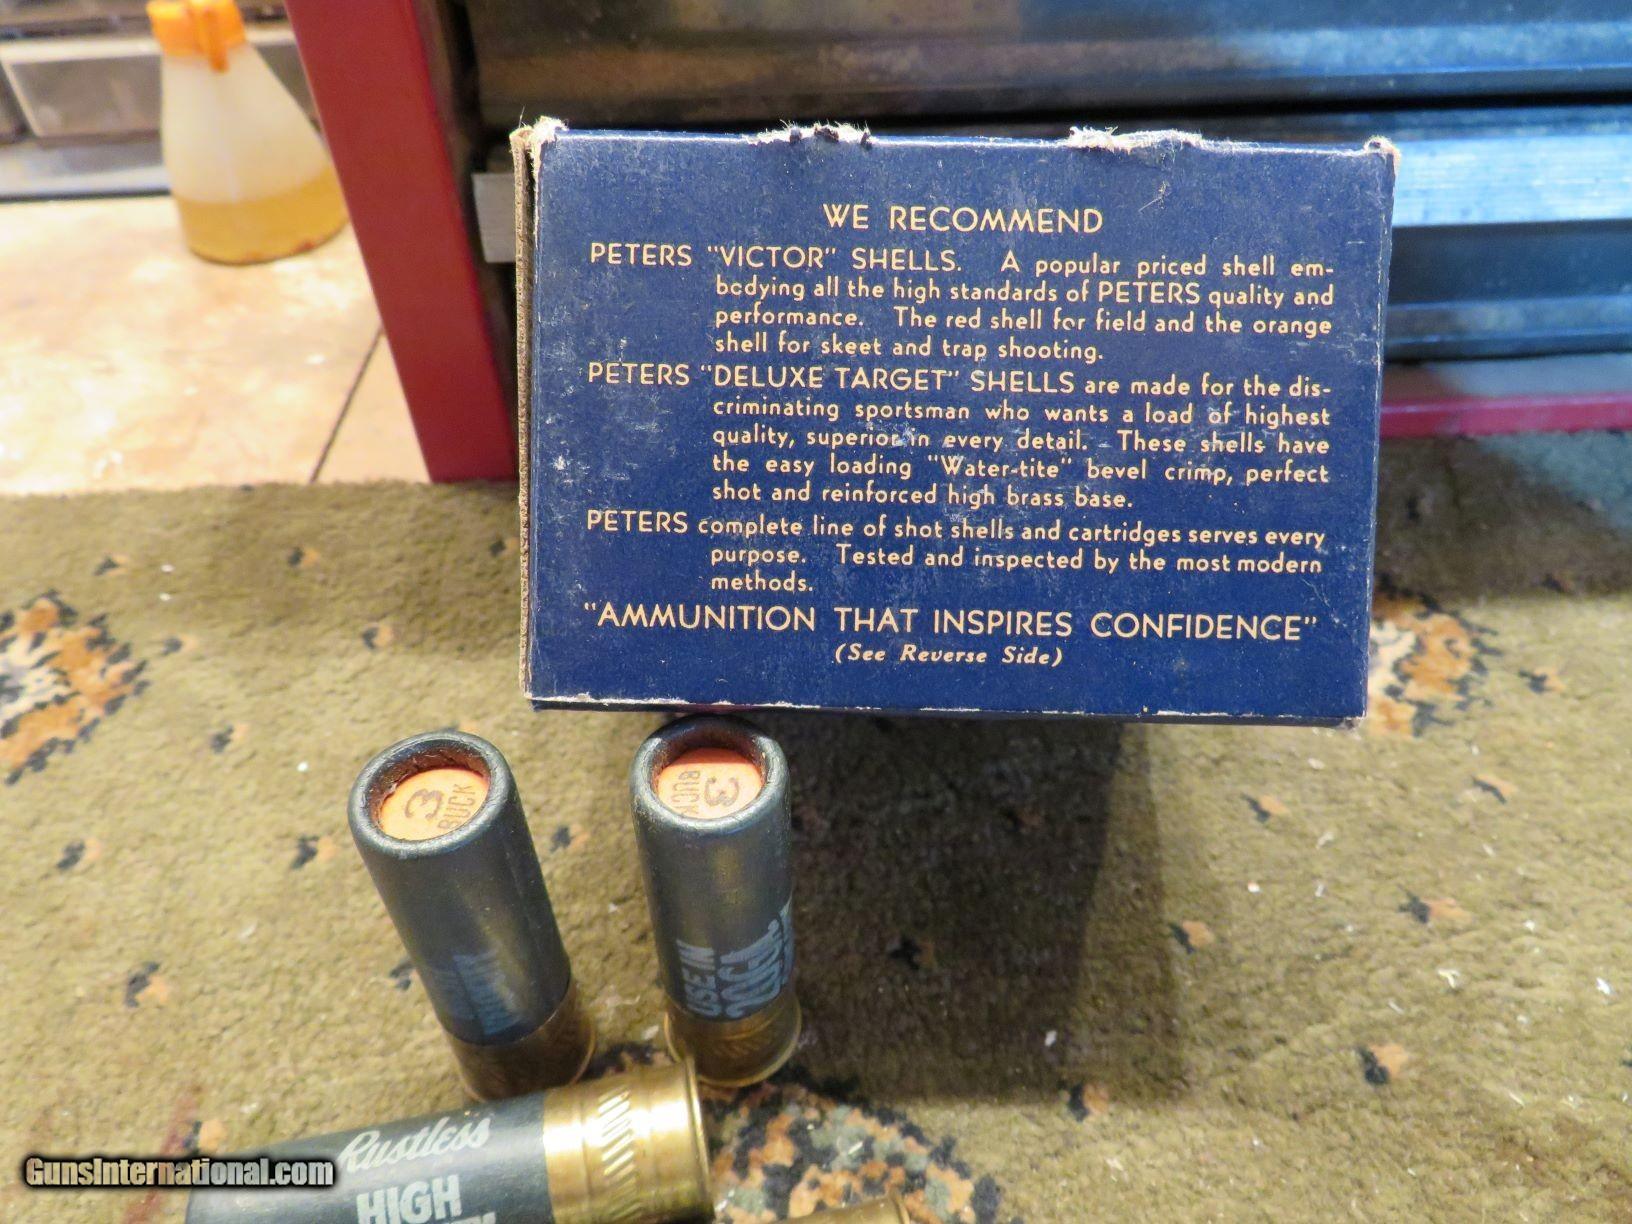 WE RECOMMEND
PETERS "VICTOR" SHELLS. A popular priced shell em-
bodying all the high standards of PETERS quality and
performance. The red shell for field and the orange
shell for skeet and trap shooting.
PETERS "DELUXE TARGET" SHELLS are made for the dis-
criminating sportsman who wants a load of highest
quality, superior in every detail. These shells have
the easy loading "Water-tite" bevel crimp, perfect
shot and reinforced high brass base.
PETERS complete line of shot shells and cartridges serves every
purpose. Tested and inspected by the most modern
methods.
"AMMUNITION THAT INSPIRES CONFIDENCE"
(See Reverse Side)
3
BUCK
3
BUCK
USE IN
Rustless
HIGH
GunsInternational.com